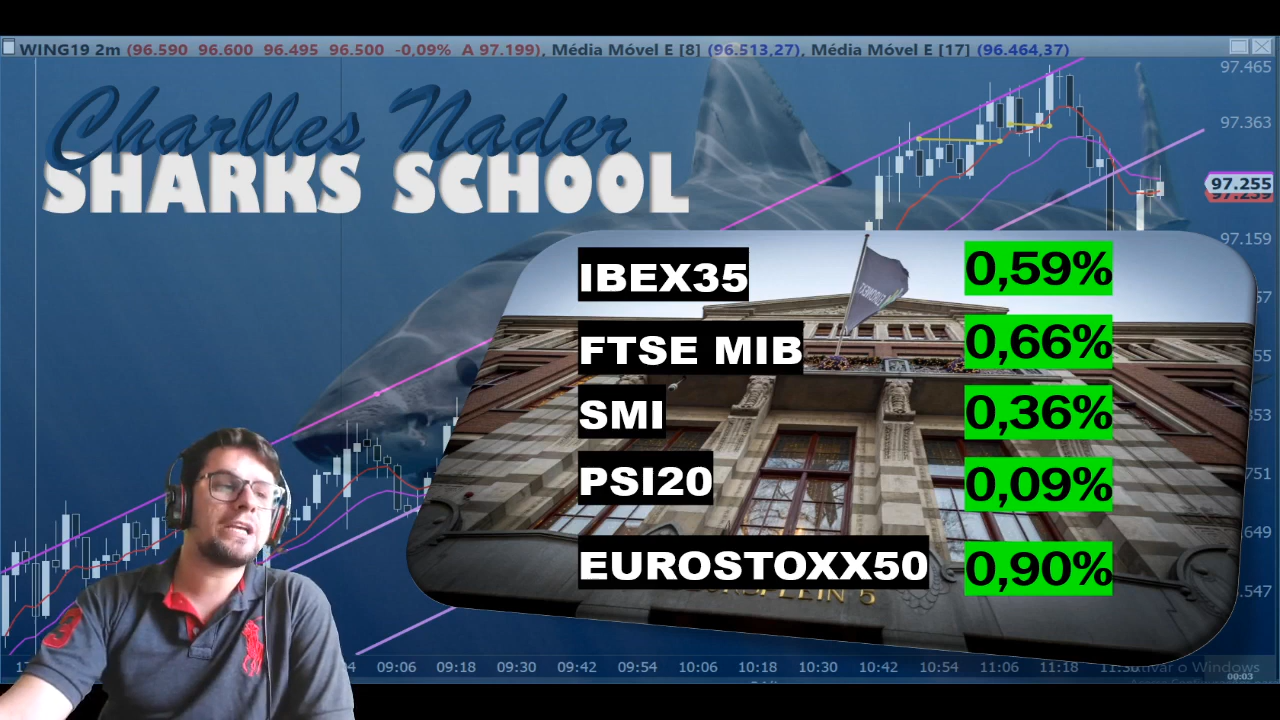 WING19 2m (96.590 96.600 96.495 96.500 -0,09% A 97.199), Média Móvel E [8] (96.513,27), Média Móvel E [17] (96.464,37)
97.465
Charlles Nader
SHARKS SCHOOL
97.363
97.255
97.159
IBEX35 0,59%
EURONEXT
FTSE MIB 0,66%
SMI 0,36%
PSI20 0,09%
EUROSTOXX50 0,90%
3
09:06 09:18 09:30 09:42 09:54 10:06 10:18 10:30 10:42 10:54 11:06 11:18
00:03